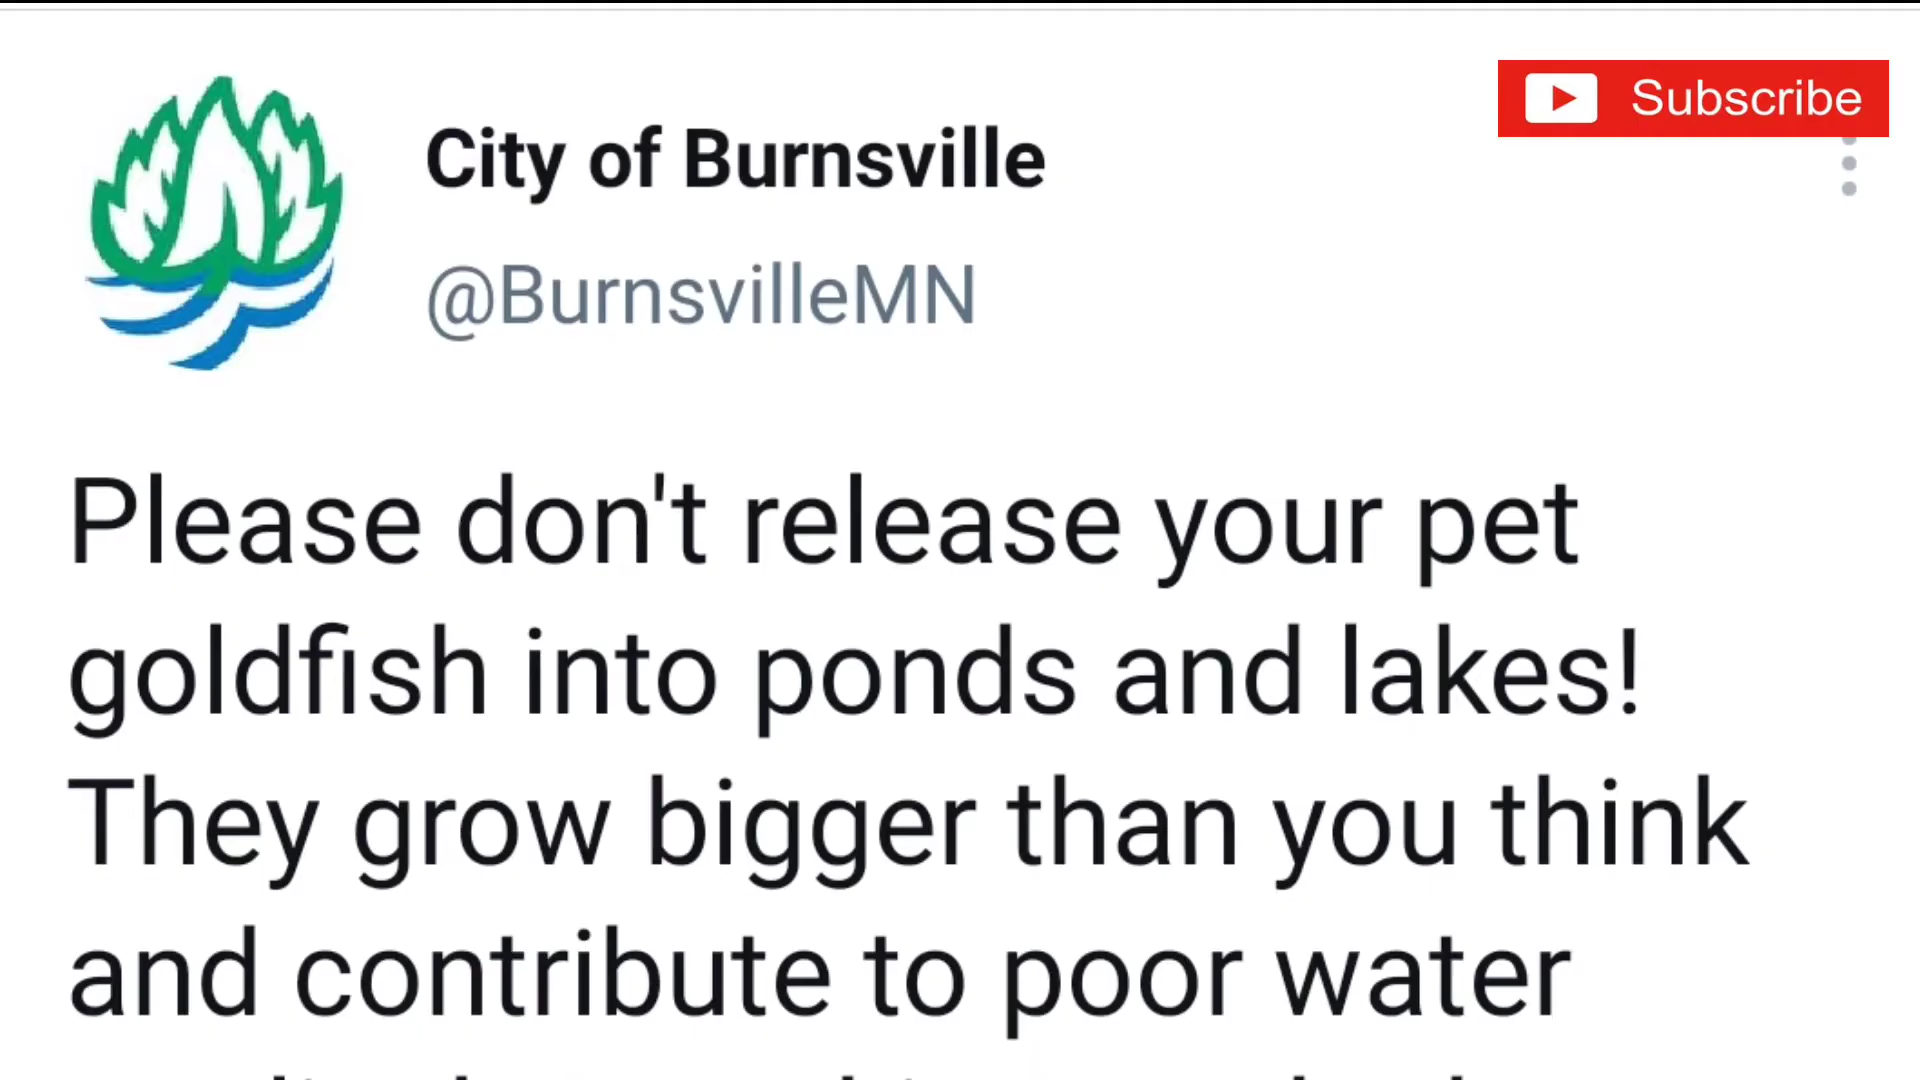 Subscribe
City of Burnsville
@BurnsvilleMN
Please don't release your pet
goldfish into ponds and lakes!
They grow bigger than you think
and contribute to poor water